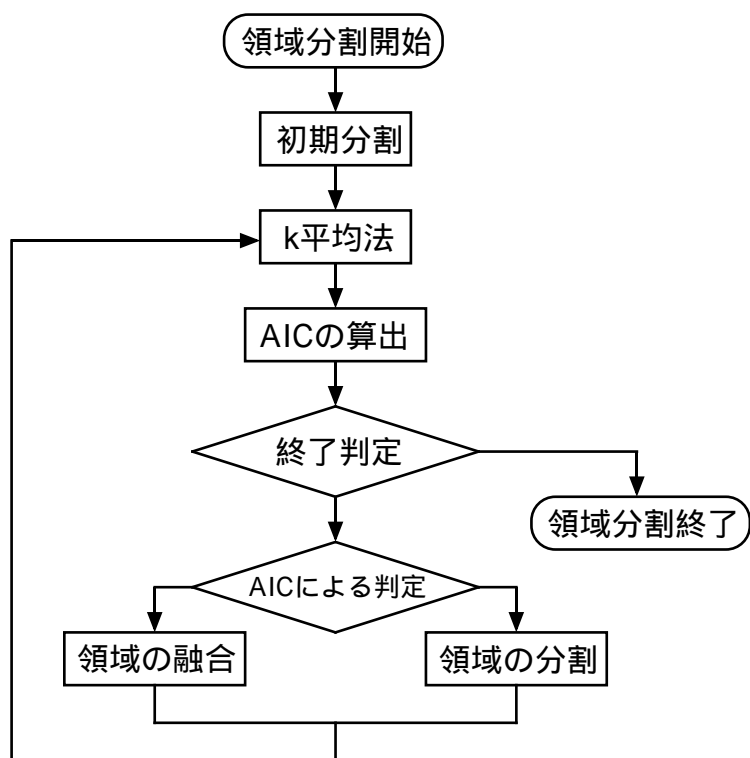 領域分割開始
初期分割
k平均法
AICの算出
終了判定
領域分割終了
AICによる判定
領域の融合
領域の分割